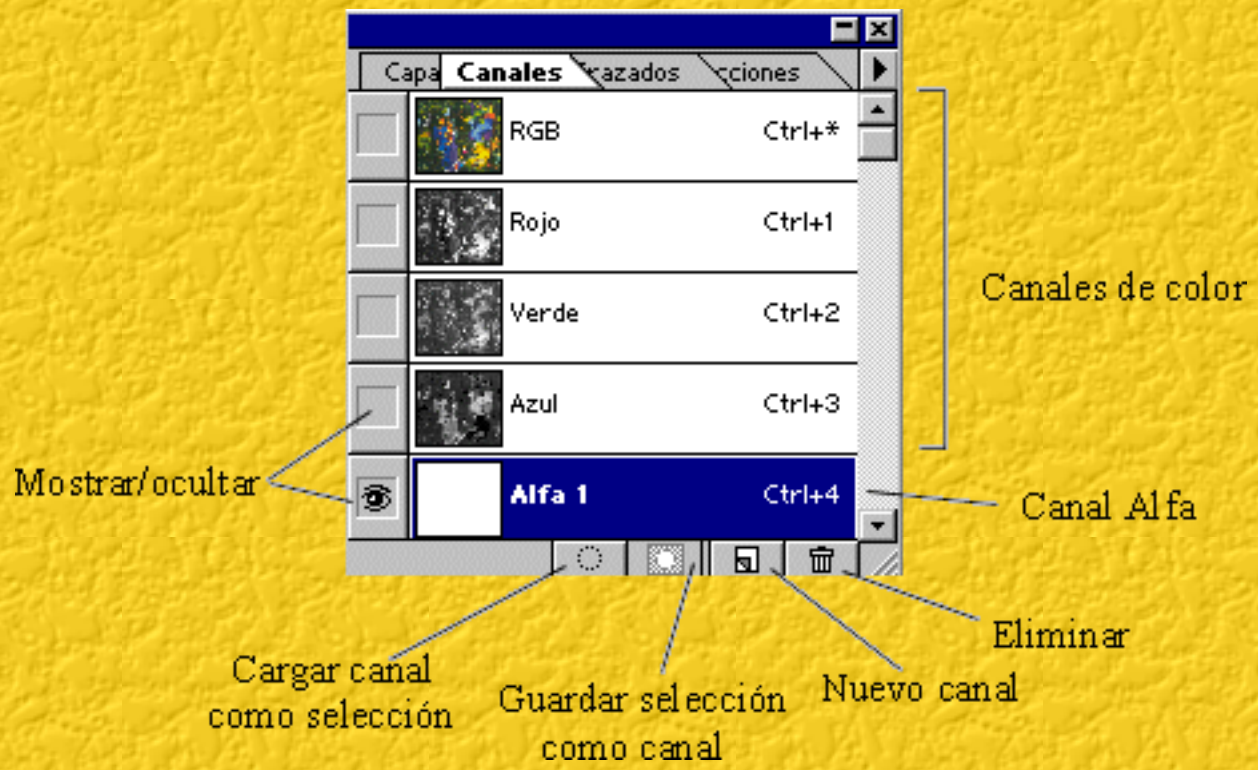 Capa Canales razados cciones
RGB Ctrl+*
Rojo Ctrl+1
Verde Ctrl+2
Azul Ctrl+3
Alfa 1 Ctrl+4
Canales de color
Mostrar/ocultar
Canal Alfa
Eliminar
Cargar canal
como selección
Guardar selección
como canal
Nuevo canal